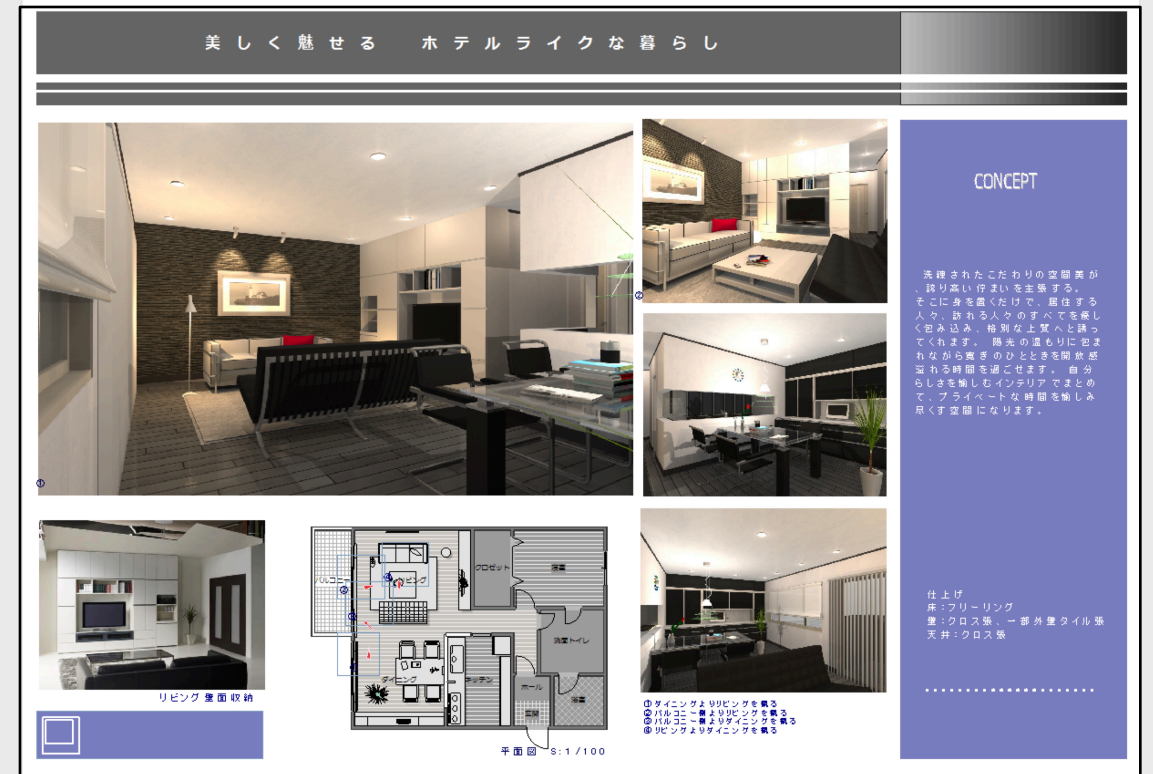 美しく魅せる ホテルライクな暮らし
CONCEPT
洗練されたこだわりの空間美が
、誇り高い佇まいを主張する。
そこに身を置くだけで、居住する
人々、訪れる人々のすべてを優し
く包み込み、格別な上質へと誘っ
てくれます。 陽光の温もりに包ま
れながら寛ぎのひとときを開放感
溢れる時間を過ごせます。 自分
らしさを愉しむインテリアでまとめ
て、プライベートな時間を愉しみ
尽くす空間になります。
仕上げ
床:フリーリング
壁:クロス張、一部外壁タイル張
天井:クロス張
①
②
リビング壁面収納
バルコニー
リビング
クロゼット
寝室
洗面トイレ
ダイニング
キッチン
ホール
玄関
浴室
平面図 S:1/100
①ダイニングよりリビングを観る
②バルコニー側よりリビングを観る
③バルコニー側よりダイニングを観る
④リビングよりダイニングを観る